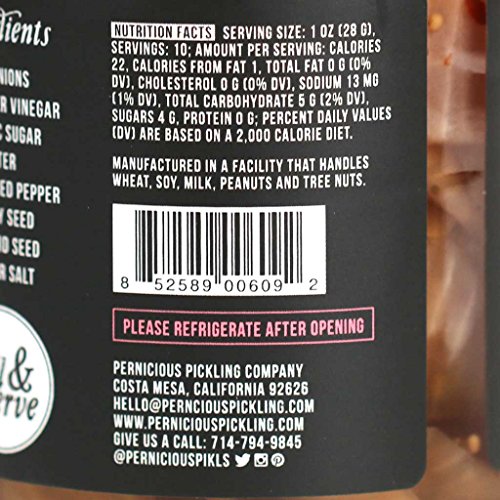 dients
NIONS
R VINEGAR
C SUGAR
TER
ED PEPPER
Y SEED
D SEED
R SALT
&
erve
NUTRITION FACTS SERVING SIZE: 1 OZ (28 G),
SERVINGS: 10; AMOUNT PER SERVING: CALORIES
22, CALORIES FROM FAT 1, TOTAL FAT 0 G (0%
DV), CHOLESTEROL 0 G (0% DV), SODIUM 13 MG
(1% DV), TOTAL CARBOHYDRATE 5 G (2% DV),
SUGARS 4 G, PROTEIN 0 G; PERCENT DAILY VALUES
(DV) ARE BASED ON A 2,000 CALORIE DIET.
MANUFACTURED IN A FACILITY THAT HANDLES
WHEAT, SOY, MILK, PEANUTS AND TREE NUTS.
8 52589 00609 2
PLEASE REFRIGERATE AFTER OPENING
PERNICIOUS PICKLING COMPANY
COSTA MESA, CALIFORNIA 92626
HELLO@PERNICIOUSPICKLING.COM
WWW.PERNICIOUSPICKLING.COM
GIVE US A CALL: 714-794-9845
@PERNICIOUSPIKLS